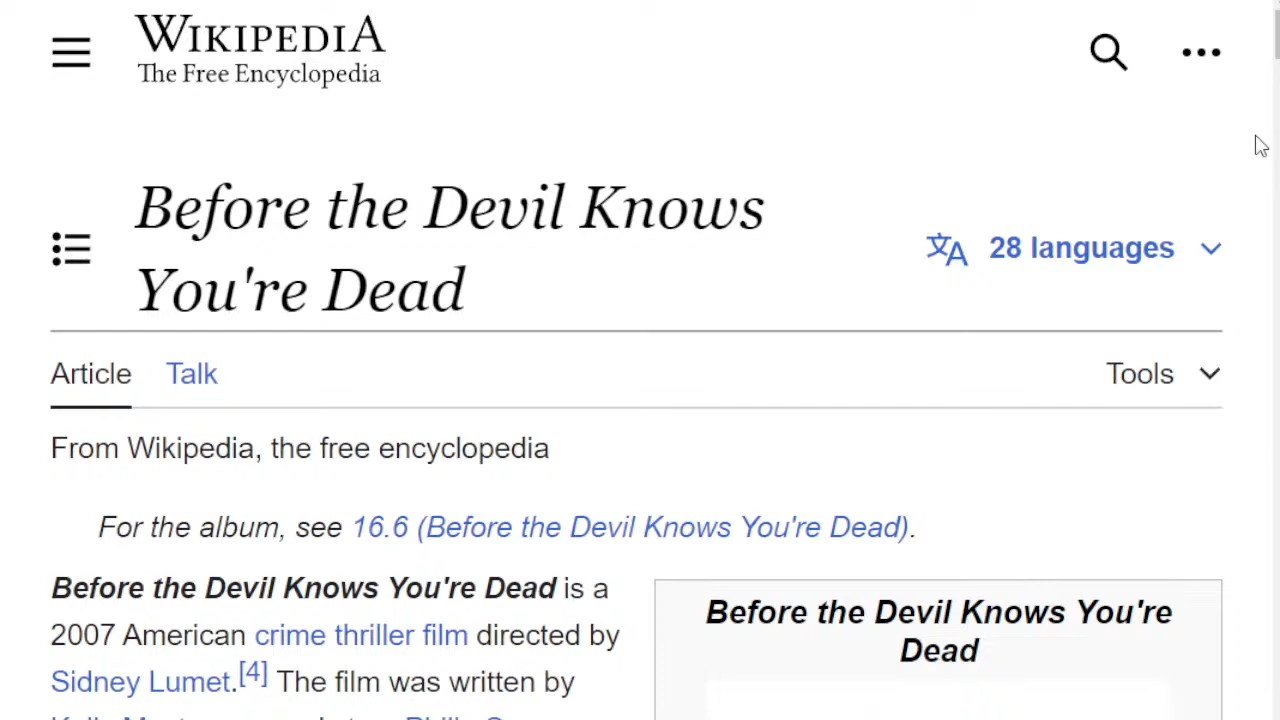 WIKIPEDIA
The Free Encyclopedia
Before the Devil Knows
You're Dead
28 languages
Article Talk
Tools
From Wikipedia, the free encyclopedia
For the album, see 16.6 (Before the Devil Knows You're Dead).
Before the Devil Knows You're Dead is a
2007 American crime thriller film directed by
Sidney Lumet.[4] The film was written by
Before the Devil Knows You're
Dead